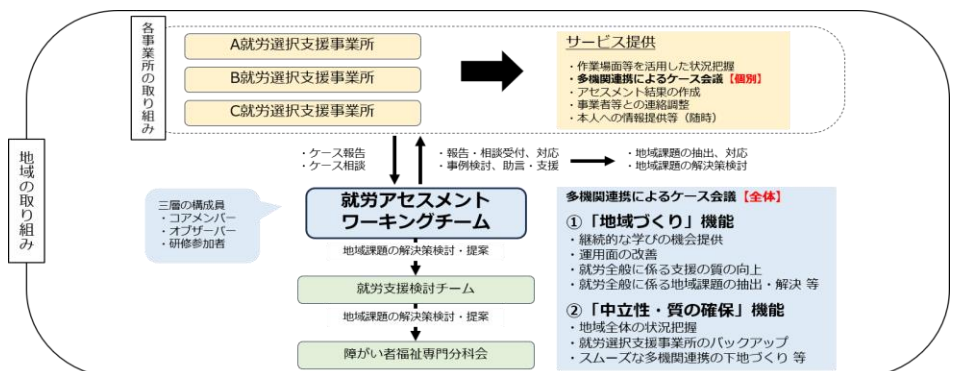 各事業所の取り組み
A就労選択支援事業所
B就労選択支援事業所
C就労選択支援事業所
サービス提供
・作業場面等を活用した状況把握
・多機関連携によるケース会議【個別】
・アセスメント結果の作成
・事業者等との連絡調整
・本人への情報提供等（随時）
地域の取り組み
・ケース報告
・ケース相談
・報告・相談受付、対応
・事例検討、助言・支援
・地域課題の抽出、対応
・地域課題の解決策検討
三層の構成員
・コアメンバー
・オブザーバー
・研修参加者
就労アセスメント
ワーキングチーム
地域課題の解決策検討・提案
就労支援検討チーム
地域課題の解決策検討・提案
障がい者福祉専門分科会
多機関連携によるケース会議【全体】
①「地域づくり」機能
・継続的な学びの機会提供
・運用面の改善
・就労全般に係る支援の質の向上
・就労全般に係る地域課題の抽出・解決 等
②「中立性・質の確保」機能
・地域全体の状況把握
・就労選択支援事業所のバックアップ
・スムーズな多機関連携の下地づくり 等